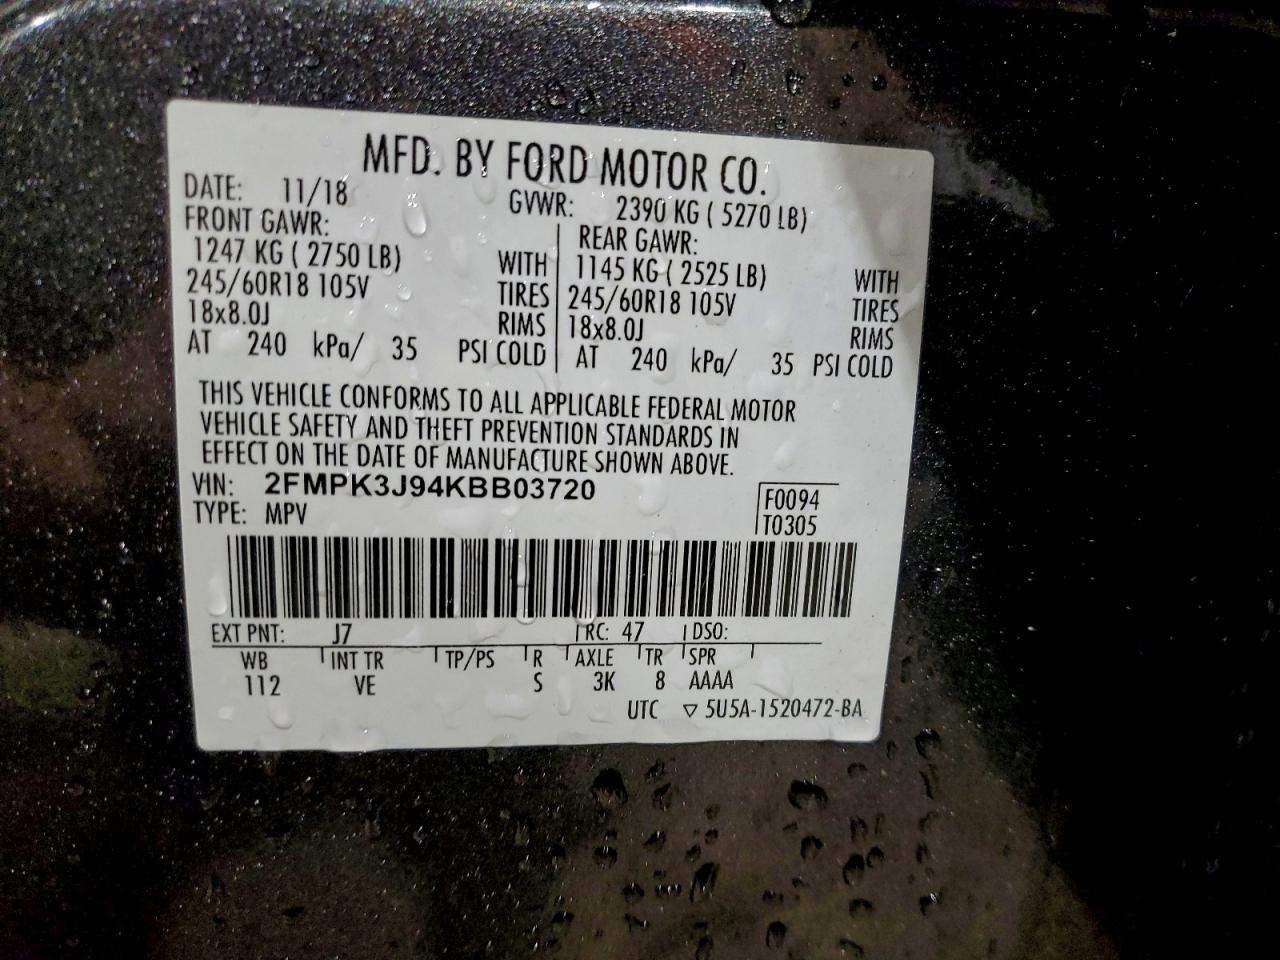 MFD. BY FORD MOTOR CO.
DATE: 11/18 GVWR: 2390 KG ( 5270 LB)
FRONT GAWR: REAR GAWR:
1247 KG ( 2750 LB) WITH 1145 KG ( 2525 LB) WITH
245/60R18 105V TIRES 245/60R18 105V TIRES
18x8.0J RIMS 18x8.0J RIMS
AT 240 kPa/ 35 PSI COLD AT 240 kPa/ 35 PSI COLD
THIS VEHICLE CONFORMS TO ALL APPLICABLE FEDERAL MOTOR
VEHICLE SAFETY AND THEFT PREVENTION STANDARDS IN
EFFECT ON THE DATE OF MANUFACTURE SHOWN ABOVE.
VIN: 2FMPK3J94KBB03720 F0094
TYPE: MPV T0305
EXT PNT: J7 RC: 47 DSO:
WB INT TR TP/PS R AXLE TR SPR
112 VE S 3K 8 AAAA
UTC ▽ 5U5A-1520472-BA